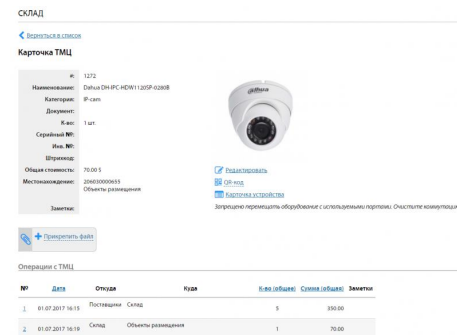 СКЛАД
Вернуться в список
Карточка ТМЦ
#: 1272
Наименование: Dahua DH-IPC-HDW1120SP-0280B
Категория: IP-cam
Документ:
К-во: 1 шт.
Серийный №:
Инв. №:
Штрихкод:
Общая стоимость: 70.00 $
Местонахождение: 206030000655
Объекты размещения
Заметки:
alhua
Редактировать
QR-код
Карточка устройства
Запрещено перемещать оборудование с используемыми портами. Очистите коммутацию
Прикрепить файл
Операции с ТМЦ
№ Дата Откуда Куда К-во (общее) Сумма (общая) Заметки
1 01.07.2017 16:15 Поставщики Склад 5 350.00
2 01.07.2017 16:19 Склад Объекты размещения 1 70.00